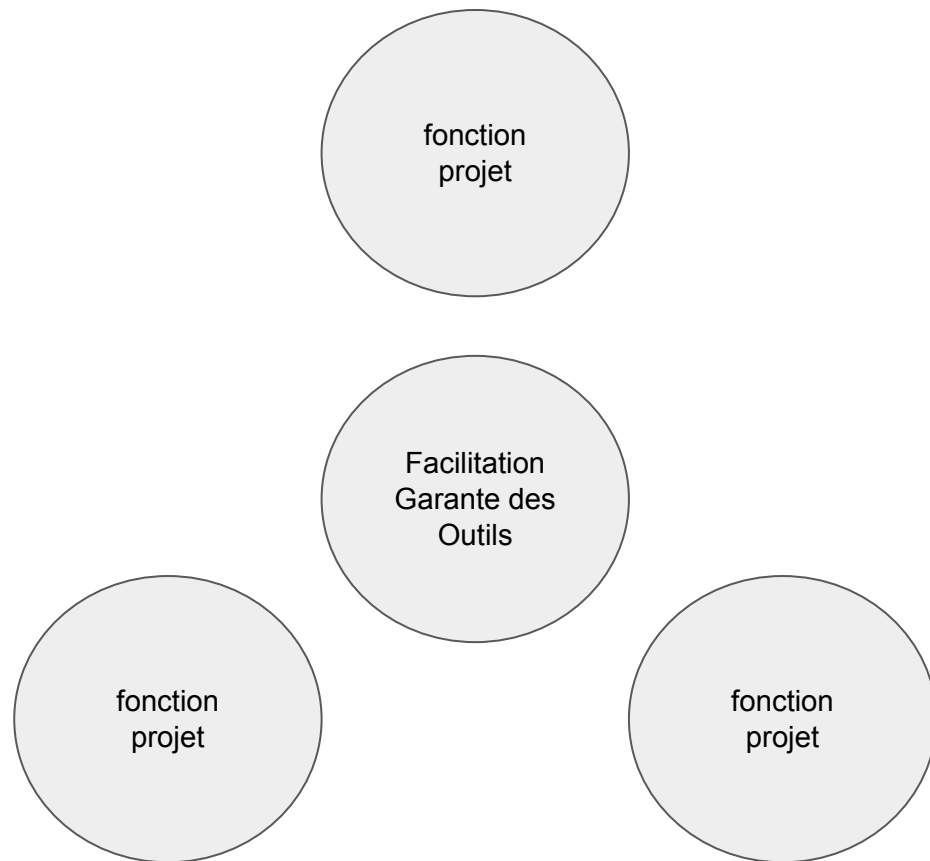 fonction
projet
Facilitation
Garante des
Outils
fonction
projet
fonction
projet